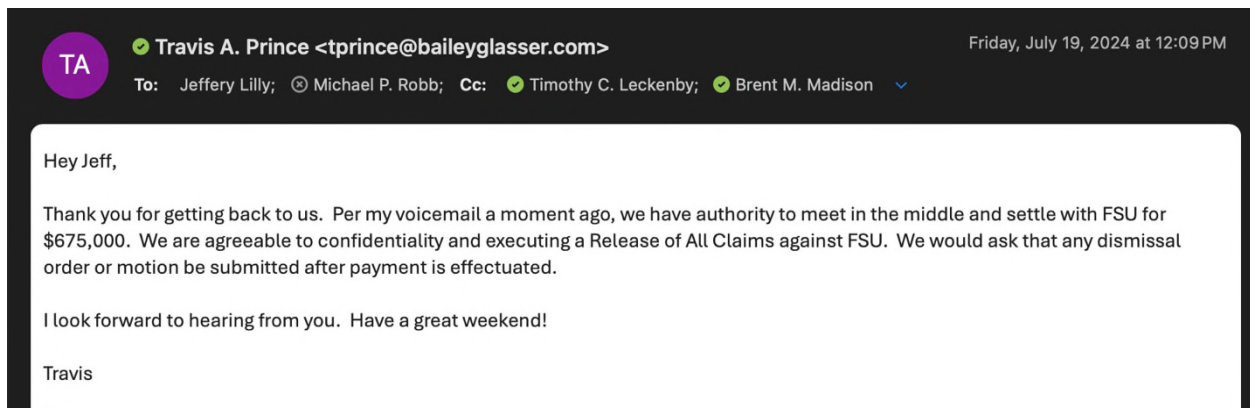 TA
Travis A. Prince <tprince@baileyglasser.com>
Friday, July 19, 2024 at 12:09 PM
To: Jeffery Lilly; Michael P. Robb; Cc: Timothy C. Leckenby; Brent M. Madison
Hey Jeff,
Thank you for getting back to us. Per my voicemail a moment ago, we have authority to meet in the middle and settle with FSU for
$675,000. We are agreeable to confidentiality and executing a Release of All Claims against FSU. We would ask that any dismissal
order or motion be submitted after payment is effectuated.
I look forward to hearing from you. Have a great weekend!
Travis